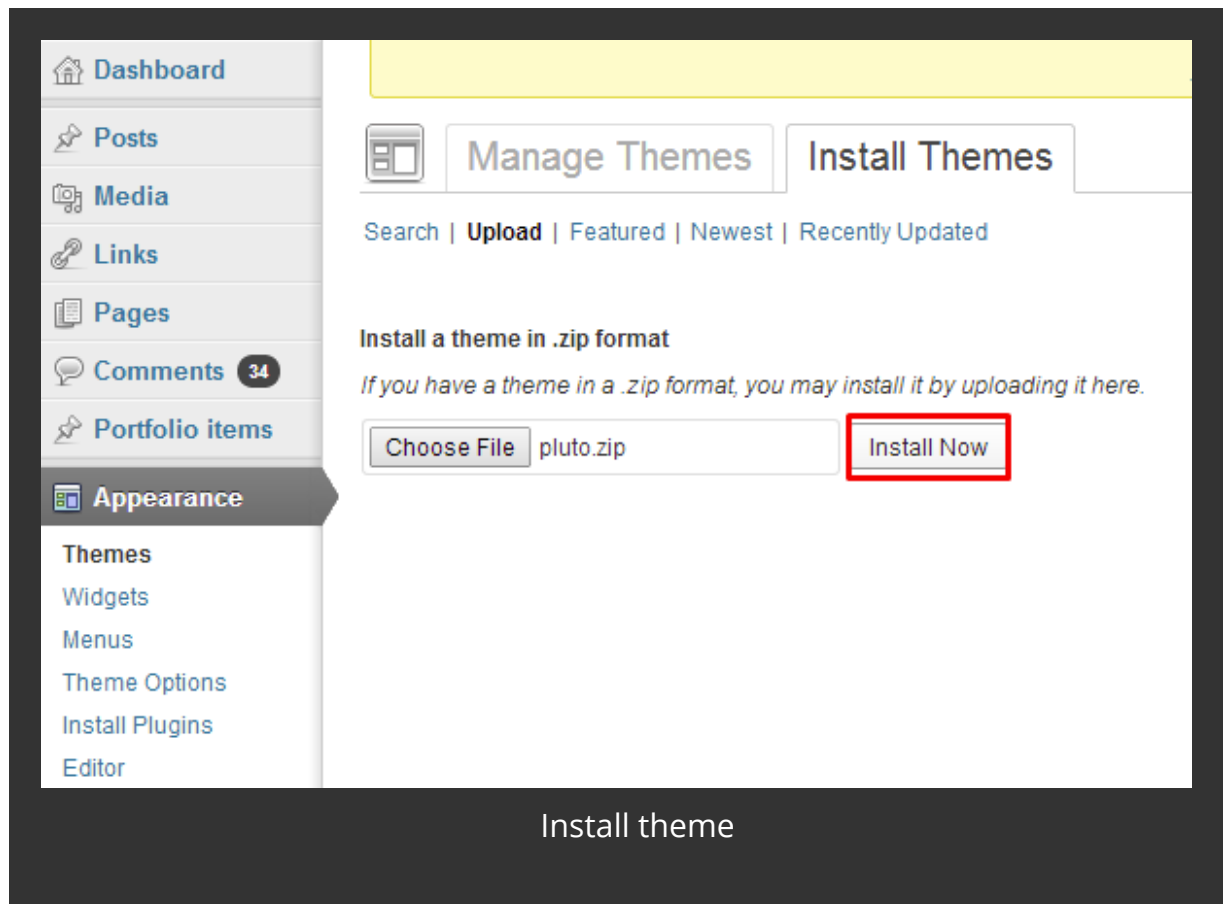 Dashboard
Posts
Media
Links
Pages
Comments 34
Portfolio items
Appearance
Themes
Widgets
Menus
Theme Options
Install Plugins
Editor
Manage Themes Install Themes
Search | Upload | Featured | Newest | Recently Updated
Install a theme in .zip format
If you have a theme in a .zip format, you may install it by uploading it here.
Choose File pluto.zip Install Now
Install theme